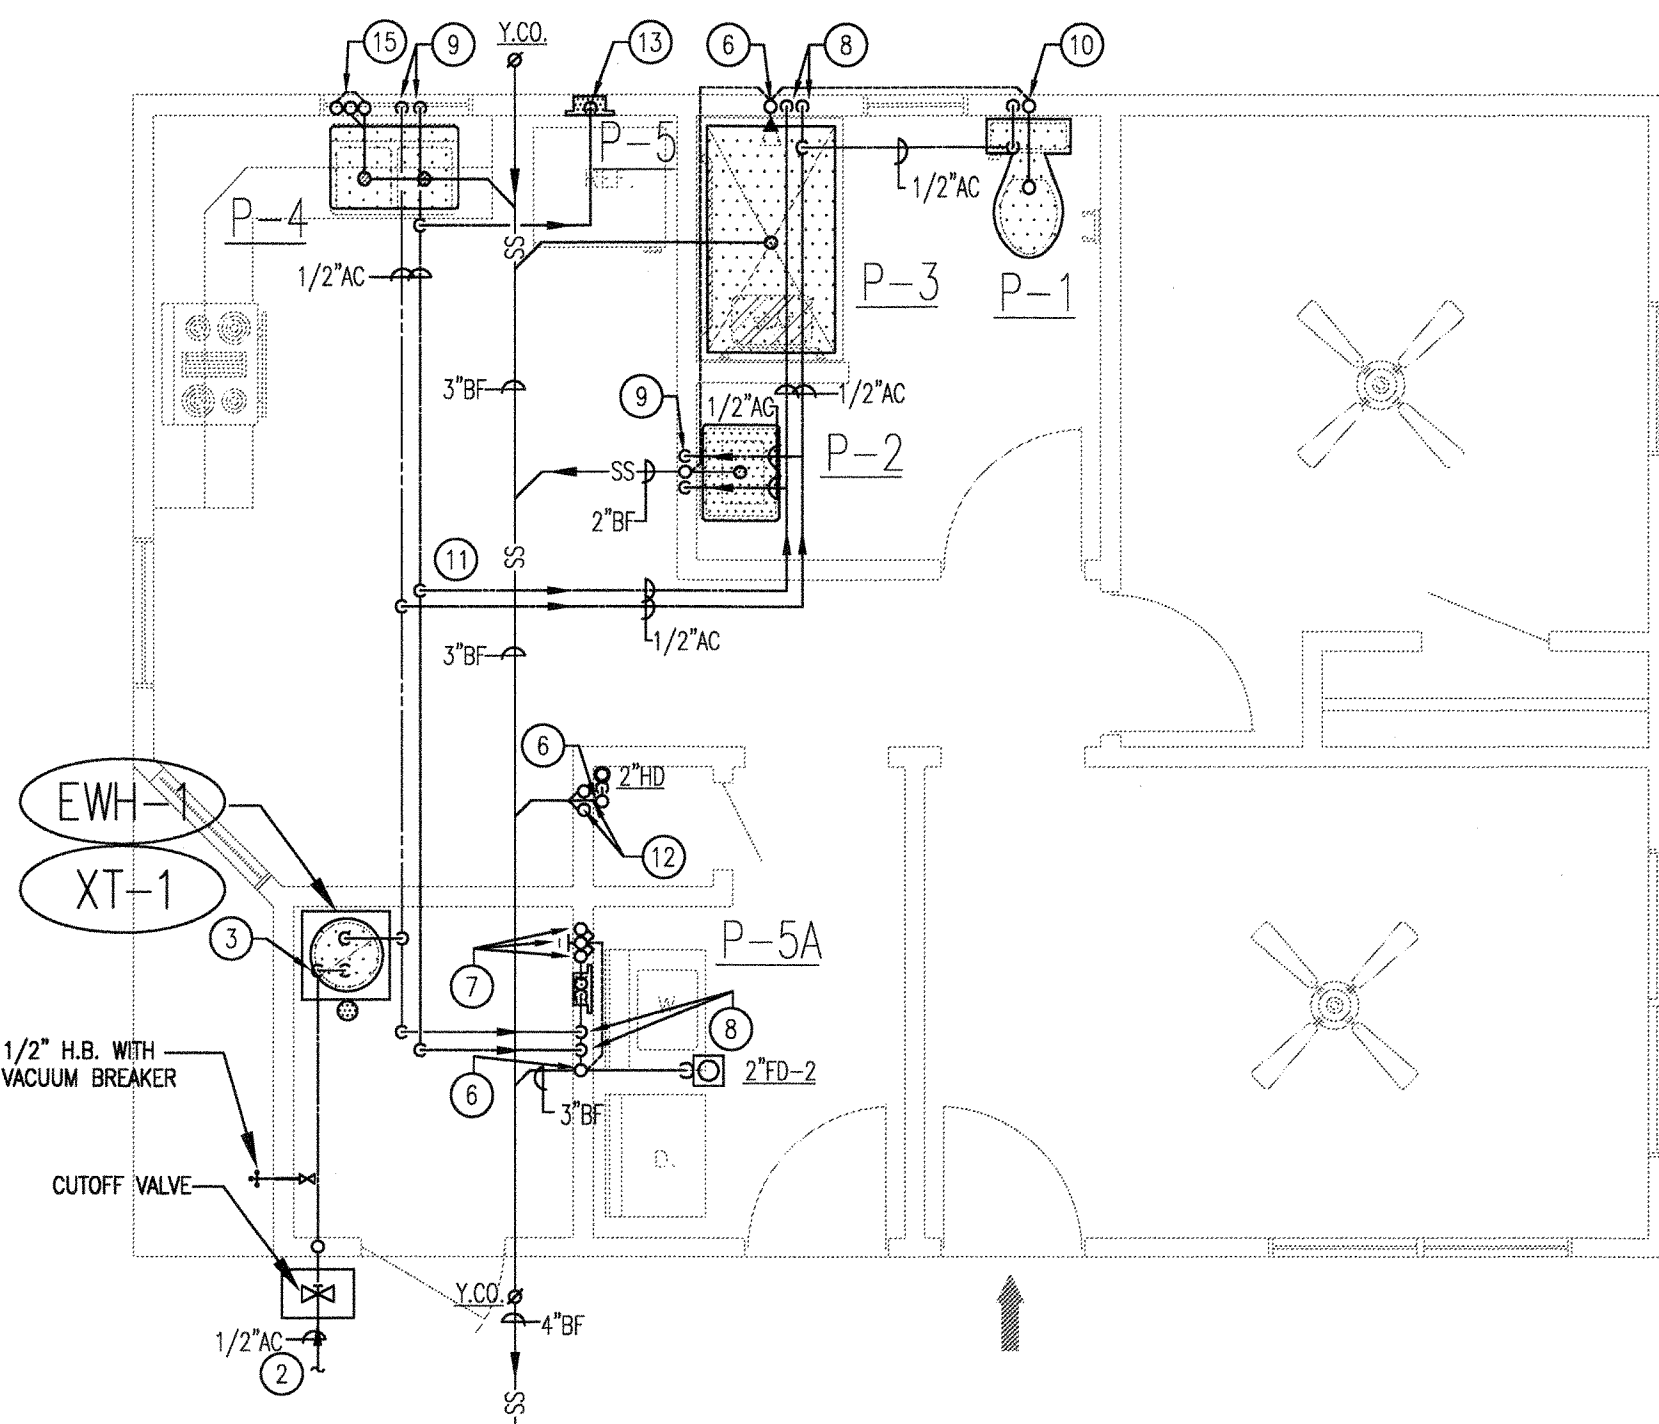 15
9
Y.CO.
13
6
8
10
P-5
REF.
1/2"AC
P-4
SS
1/2"AC
P-3
P-1
3"BF
9
1/2"AC
1/2"AC
P-2
SS
2"BF
11
SS
1/2"AC
3"BF
6
2"HD
EWH-1
12
XT-1
3
P-5A
7
W.
8
1/2" H.B. WITH
VACUUM BREAKER
6
2"FD-2
3"BF
D.
CUTOFF VALVE
Y.CO.
4"BF
1/2"AC
2
SS